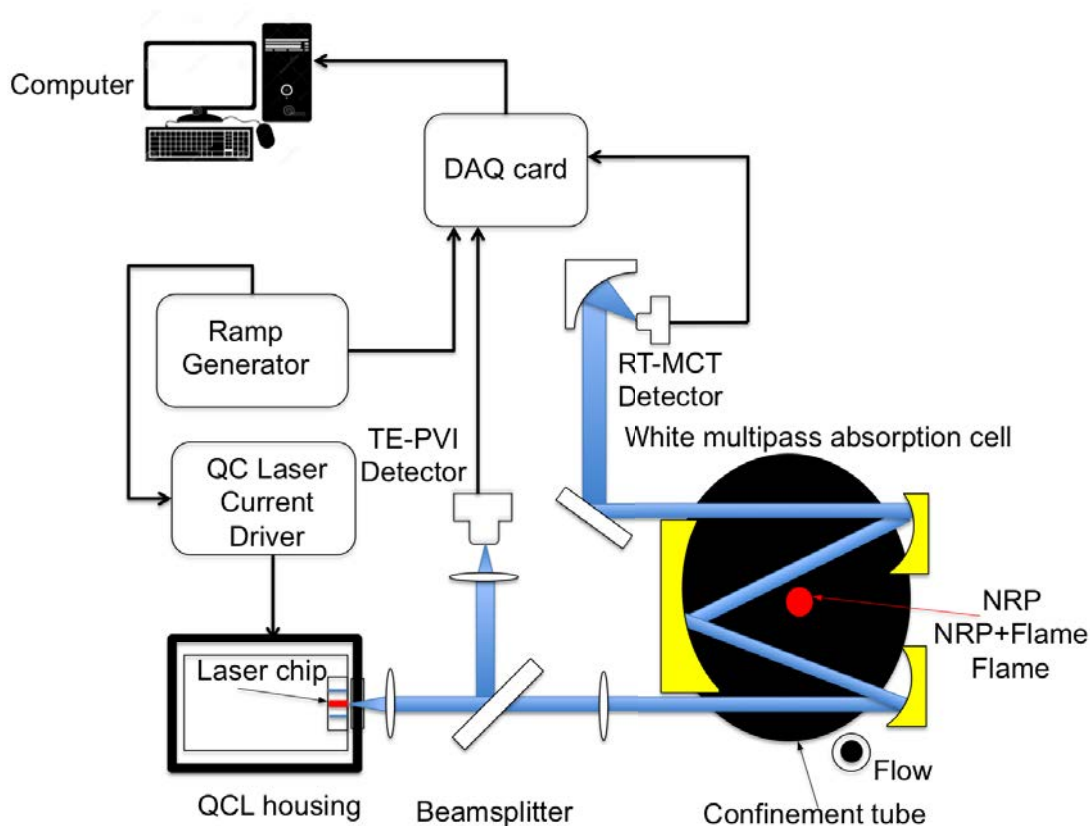 Computer
DAQ card
Ramp
Generator
RT-MCT
Detector
TE-PVI
Detector
White multipass absorption cell
QC Laser
Current
Driver
NRP
NRP+Flame
Flame
Laser chip
Flow
QCL housing
Beamsplitter
Confinement tube